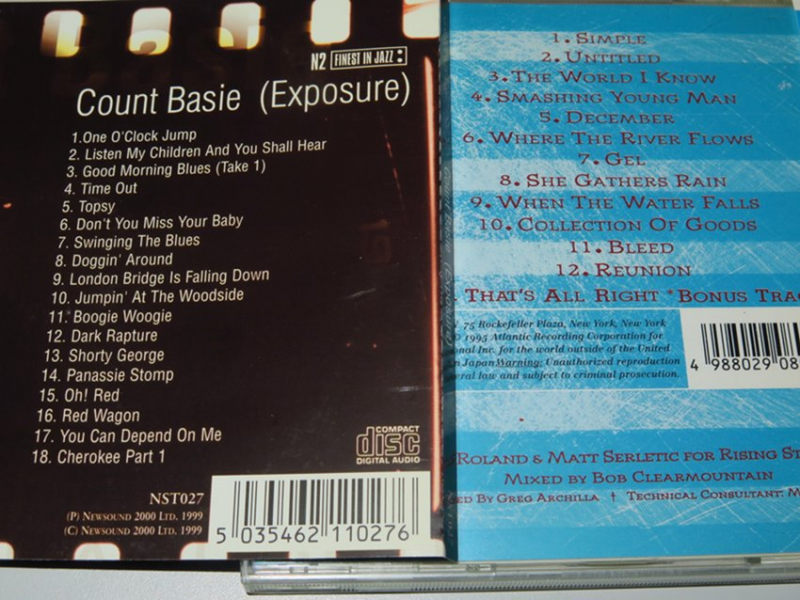 N2 FINEST IN JAZZ:
Count Basie (Exposure)
1.One O'Clock Jump
2. Listen My Children And You Shall Hear
3. Good Morning Blues (Take 1)
4. Time Out
5. Topsy
6. Don't You Miss Your Baby
7. Swinging The Blues
8. Doggin' Around
9. London Bridge Is Falling Down
10. Jumpin' At The Woodside
11. Boogie Woogie
12. Dark Rapture
13. Shorty George
14. Panassie Stomp
15. Oh! Red
16. Red Wagon
17. You Can Depend On Me
18. Cherokee Part 1
COMPACT
disc
DIGITAL AUDIO
NST027
(P) NEWSOUND 2000 LTD. 1999
(C) NEWSOUND 2000 LTD. 1999
5 035462 110276
1. SIMPLE
2. UNTITLED
3. THE WORLD I KNOW
4. SMASHING YOUNG MAN
5. DECEMBER
6. WHERE THE RIVER FLOWS
7. GEL
8. SHE GATHERS RAIN
9. WHEN THE WATER FALLS
10. COLLECTION OF GOODS
11. BLEED
12. REUNION
THAT'S ALL RIGHT *BONUS TRAC
75 Rockefeller Plaza, New York, New York
℗ 1995 Atlantic Recording Corporation for
onal Inc. for the world outside of the United
n Japan Warning: Unauthorized reproduction
eral law and subject to criminal prosecution.
4 988029 08
ROLAND & MATT SERLETIC FOR RISING ST
MIXED BY BOB CLEARMOUNTAIN
ED BY GREG ARCHILLA † TECHNICAL CONSULTANT: M